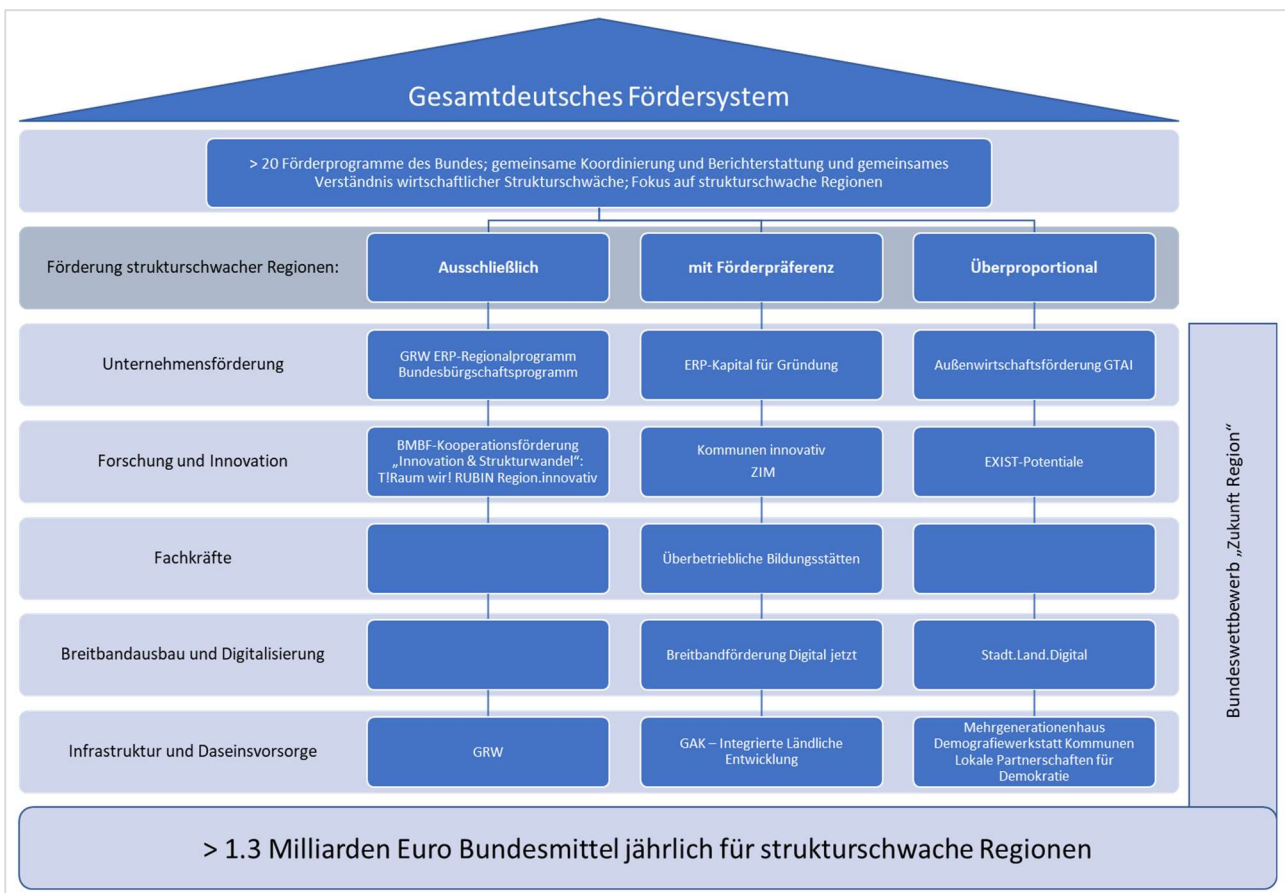 Gesamtdeutsches Fördersystem
> 20 Förderprogramme des Bundes; gemeinsame Koordinierung und Berichterstattung und gemeinsames
Verständnis wirtschaftlicher Strukturschwäche; Fokus auf strukturschwache Regionen
Förderung strukturschwacher Regionen:
Ausschließlich
mit Förderpräferenz
Überproportional
Unternehmensförderung
GRW ERP-Regionalprogramm
Bundesbürgschaftsprogramm
ERP-Kapital für Gründung
Außenwirtschaftsförderung GTAI
Forschung und Innovation
BMBF-Kooperationsförderung
„Innovation & Strukturwandel“:
T!Raum wir! RUBIN Region.innovativ
Kommunen innovativ
ZIM
EXIST-Potentiale
Fachkräfte
Überbetriebliche Bildungsstätten
Breitbandausbau und Digitalisierung
Breitbandförderung Digital jetzt
Stadt.Land.Digital
Infrastruktur und Daseinsvorsorge
GRW
GAK – Integrierte Ländliche
Entwicklung
Mehrgenerationenhaus
Demografiewerkstatt Kommunen
Lokale Partnerschaften für
Demokratie
Bundeswettbewerb „Zukunft Region“
> 1.3 Milliarden Euro Bundesmittel jährlich für strukturschwache Regionen